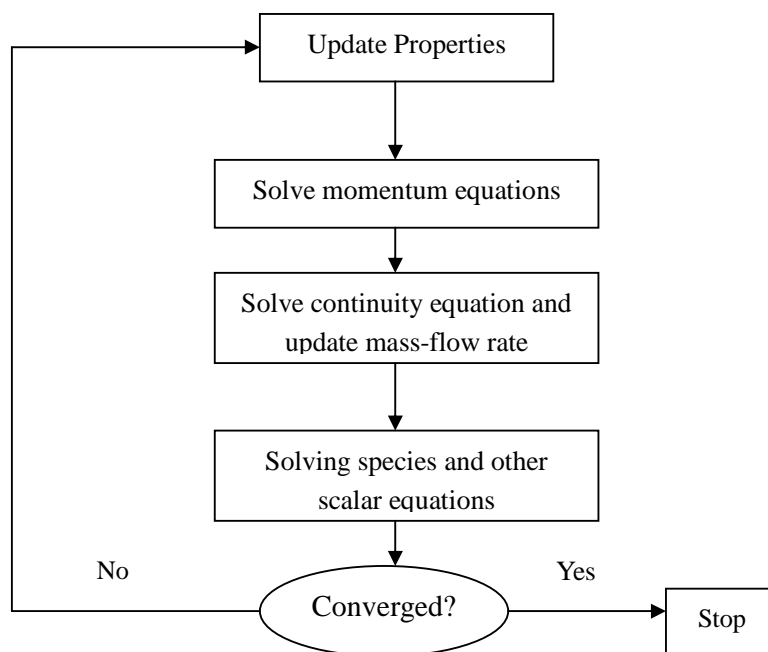 Update Properties
Solve momentum equations
Solve continuity equation and
update mass-flow rate
Solving species and other
scalar equations
No
Yes
Converged?
Stop